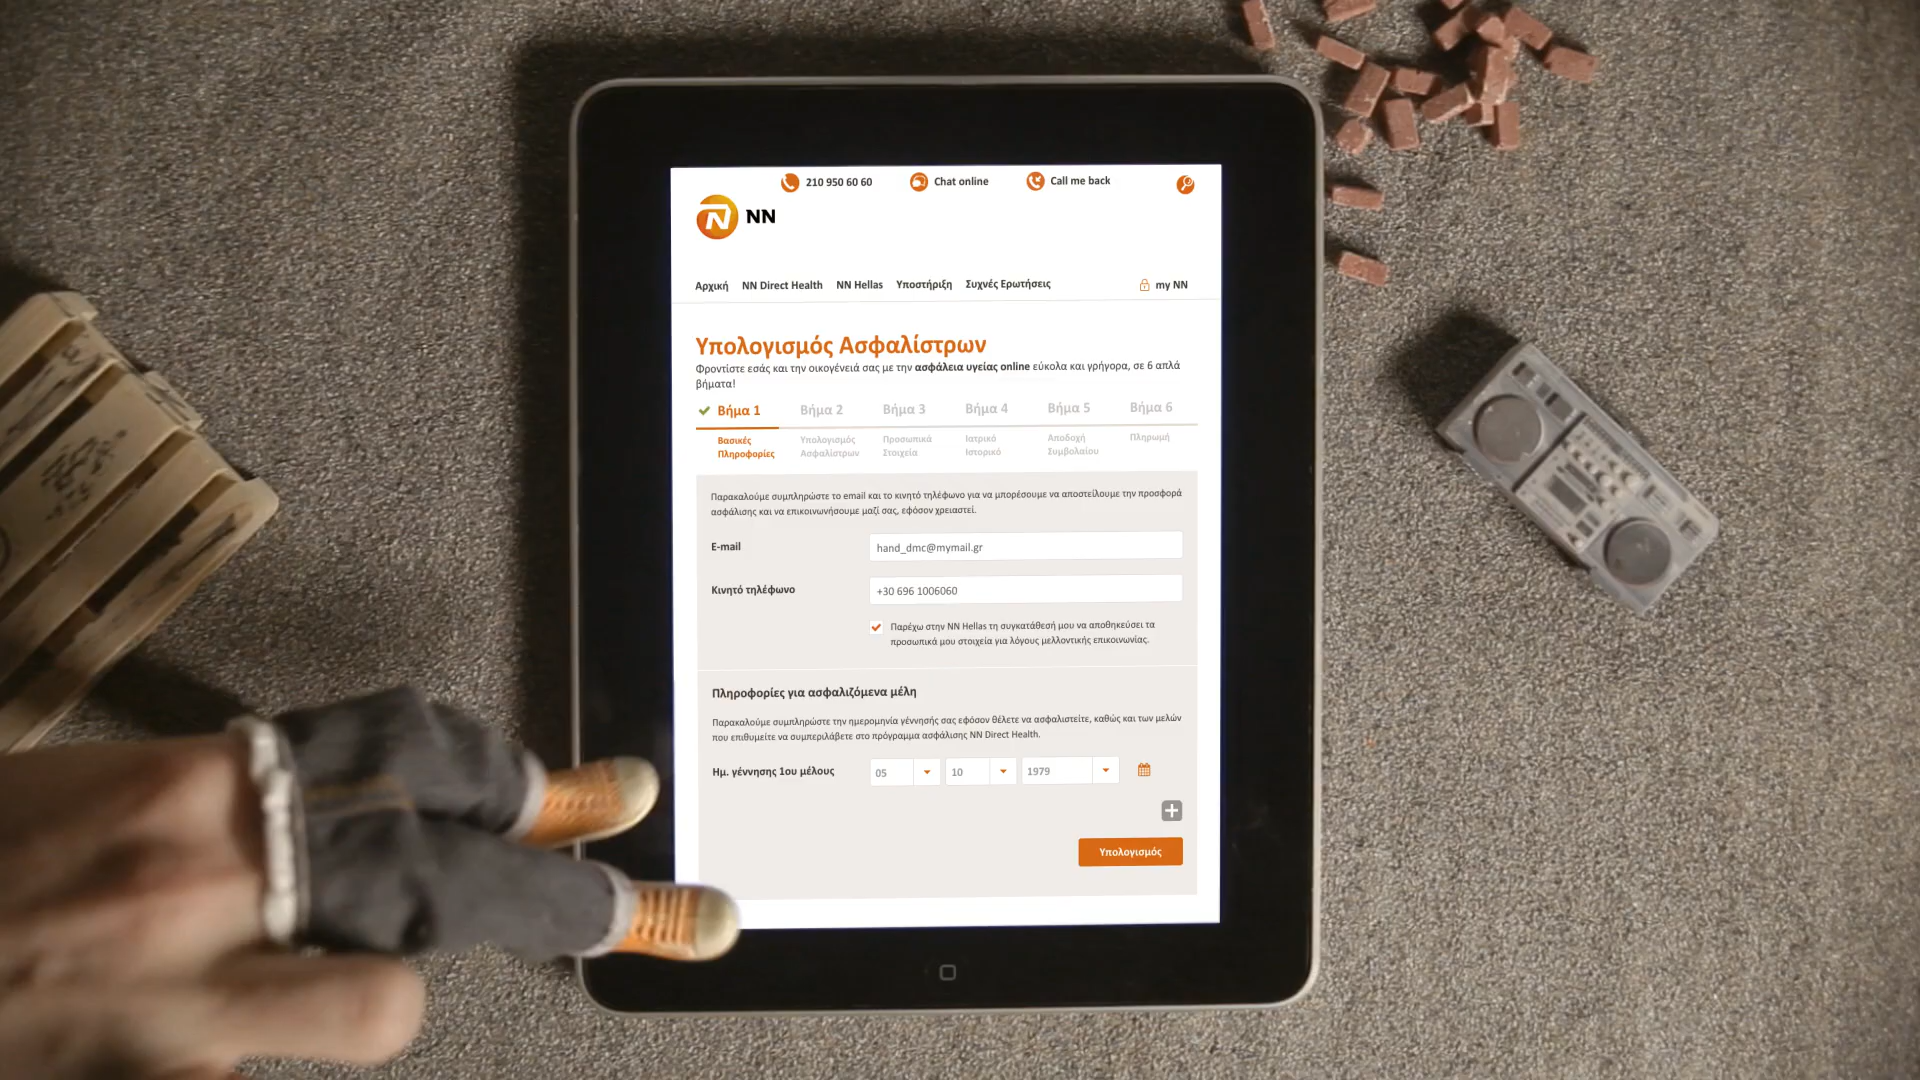 210 950 60 60 Chat online Call me back
NN
Αρχική NN Direct Health NN Hellas Υποστήριξη Συχνές Ερωτήσεις my NN
Υπολογισμός Ασφαλίστρων
Φροντίστε εσάς και την οικογένειά σας με την ασφάλεια υγείας online εύκολα και γρήγορα, σε 6 απλά
βήματα!
Βήμα 1 Βήμα 2 Βήμα 3 Βήμα 4 Βήμα 5 Βήμα 6
Βασικές Υπολογισμός Προσωπικά Ιατρικό Αποδοχή Πληρωμή
Πληροφορίες Ασφαλίστρων Στοιχεία Ιστορικό Συμβολαίου
Παρακαλούμε συμπληρώστε το email και το κινητό τηλέφωνο για να μπορέσουμε να αποστείλουμε την προσφορά
ασφάλισης και να επικοινωνήσουμε μαζί σας, εφόσον χρειαστεί.
E-mail hand_dmc@mymail.gr
Κινητό τηλέφωνο +30 696 1006060
Παρέχω στην NN Hellas τη συγκατάθεσή μου να αποθηκεύσει τα
προσωπικά μου στοιχεία για λόγους μελλοντικής επικοινωνίας.
Πληροφορίες για ασφαλιζόμενα μέλη
Παρακαλούμε συμπληρώστε την ημερομηνία γέννησής σας εφόσον θέλετε να ασφαλιστείτε, καθώς και των μελών
που επιθυμείτε να συμπεριλάβετε στο πρόγραμμα ασφάλισης NN Direct Health.
Ημ. γέννησης 1ου μέλους 05 10 1979
Υπολογισμός